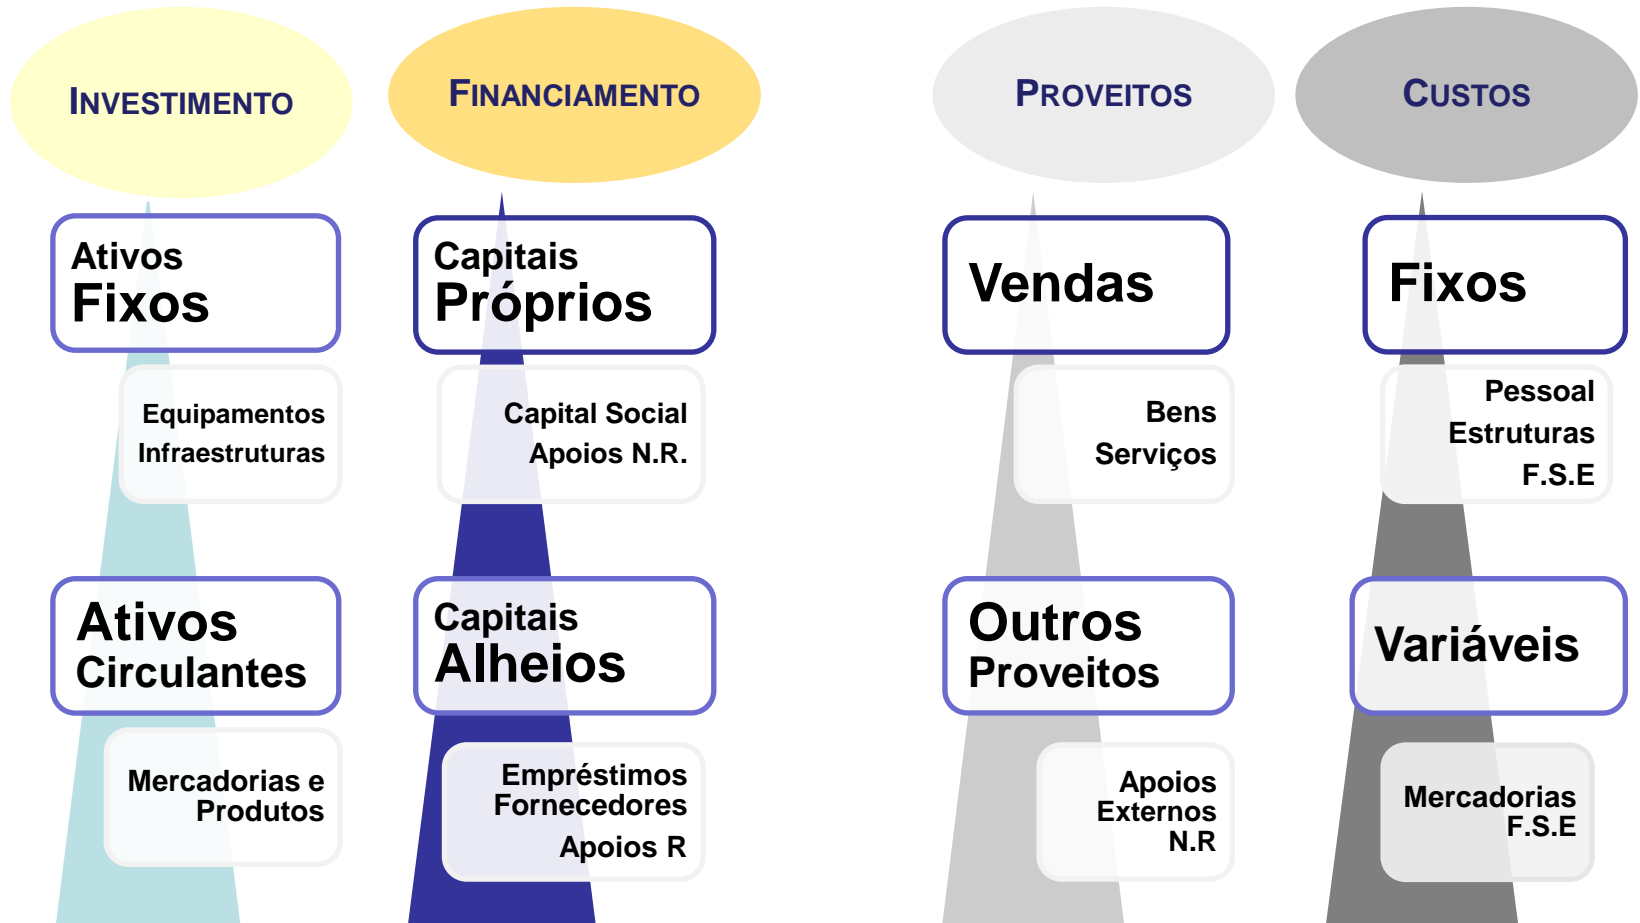 INVESTIMENTO
FINANCIAMENTO
PROVEITOS
CUSTOS
Ativos
Fixos
Equipamentos
Infraestruturas
Ativos
Circulantes
Mercadorias e
Produtos
Capitais
Próprios
Capital Social
Apoios N.R.
Capitais
Alheios
Empréstimos
Fornecedores
Apoios R
Vendas
Bens
Serviços
Outros
Proveitos
Apoios
Externos
N.R
Fixos
Pessoal
Estruturas
F.S.E
Variáveis
Mercadorias
F.S.E